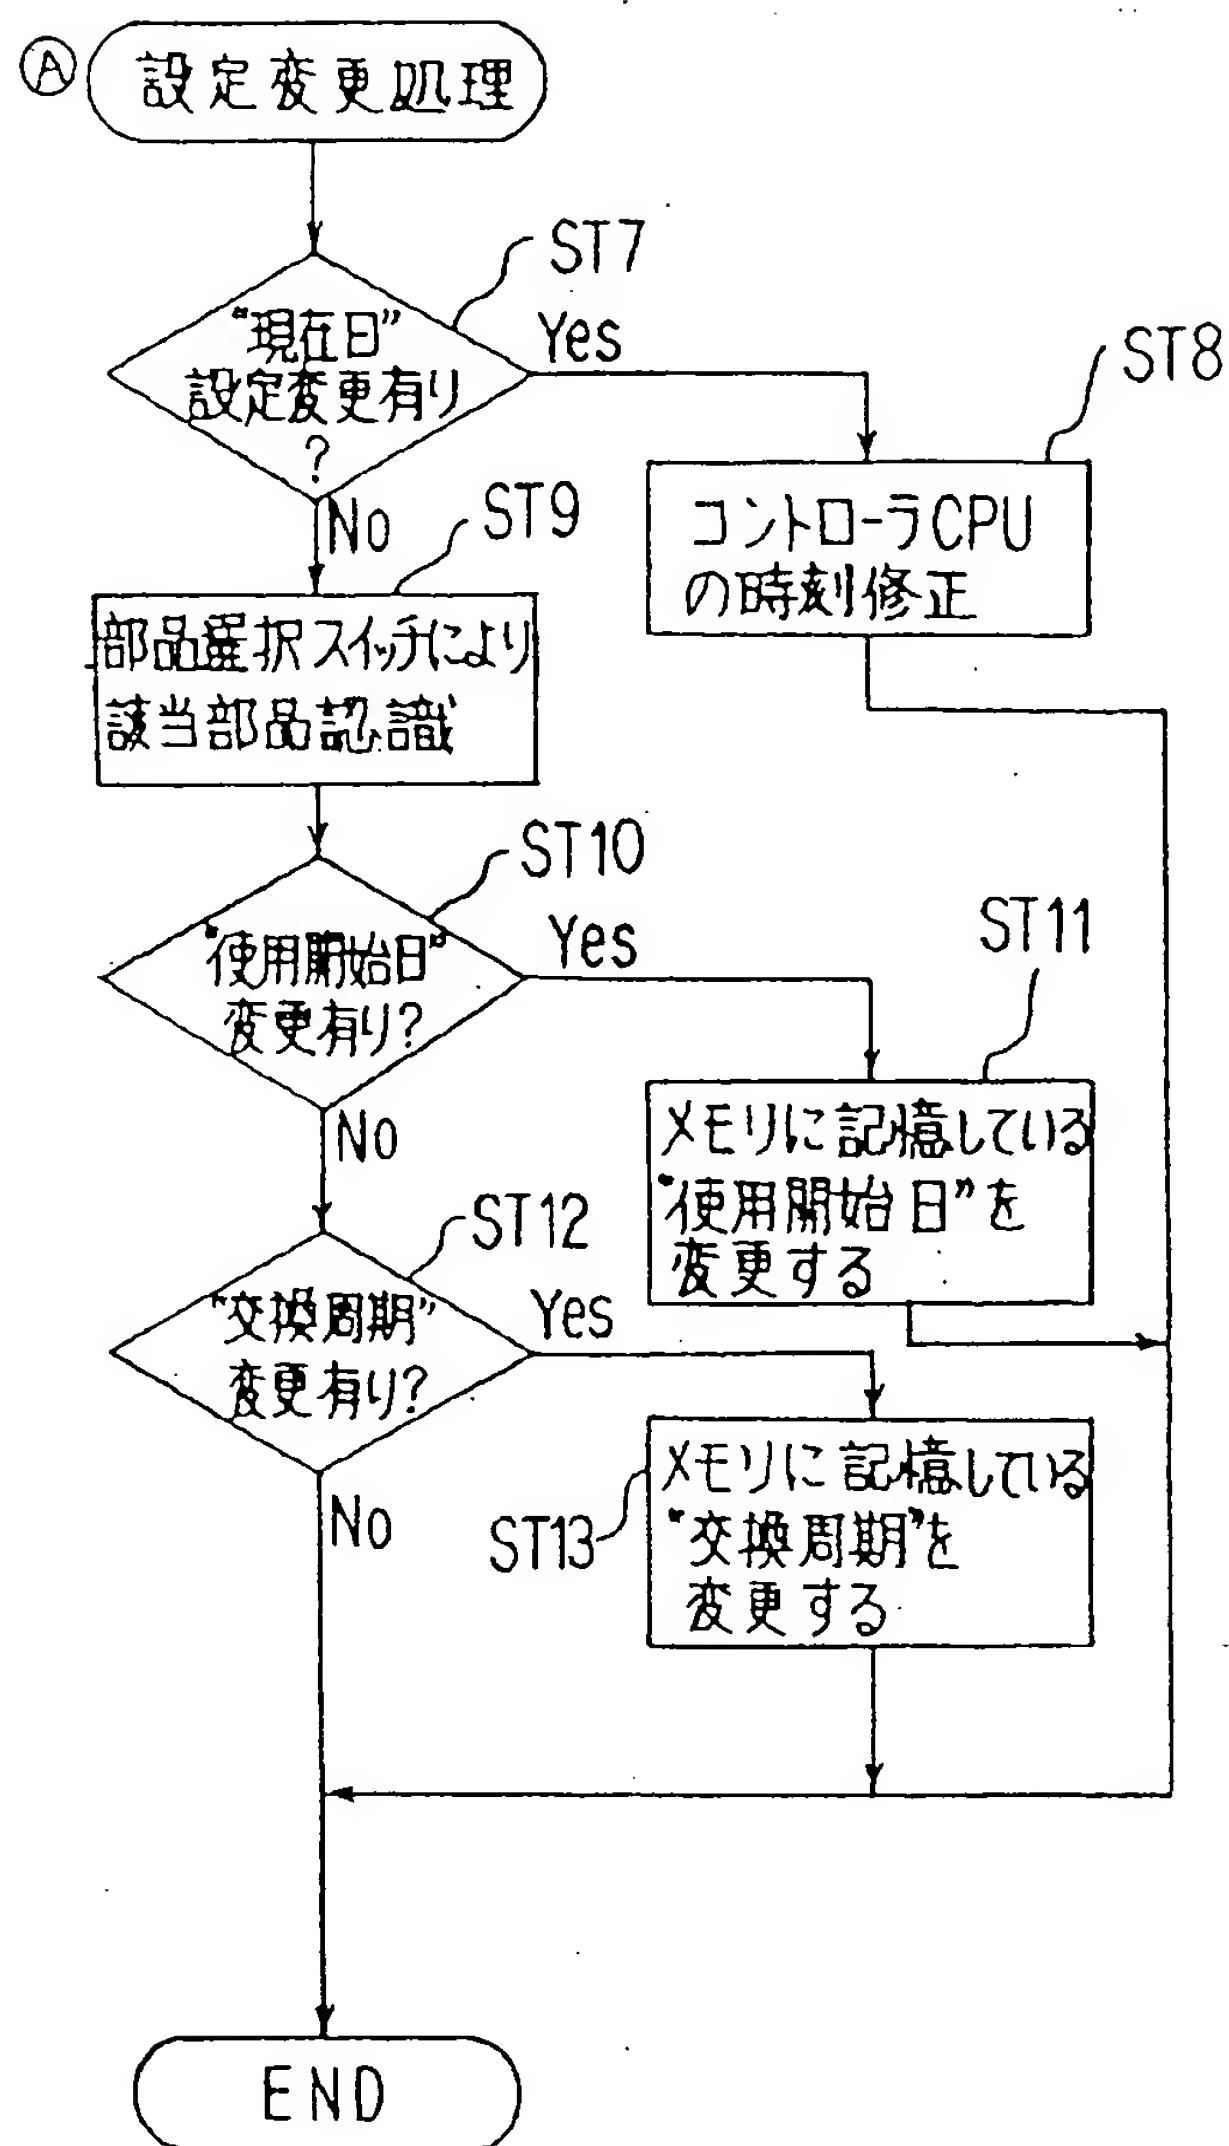 Ⓐ 設定変更処理
ST7
"現在日"
設定変更有り
?
Yes
ST8
コントローラCPU
の時刻修正
No
ST9
部品選択スイッチにより
該当部品認識
ST10
"使用開始日"
変更有り?
Yes
ST11
メモリに記憶している
"使用開始日"を
変更する
No
ST12
"交換周期"
変更有り?
Yes
ST13
メモリに記憶している
"交換周期"を
変更する
No
END